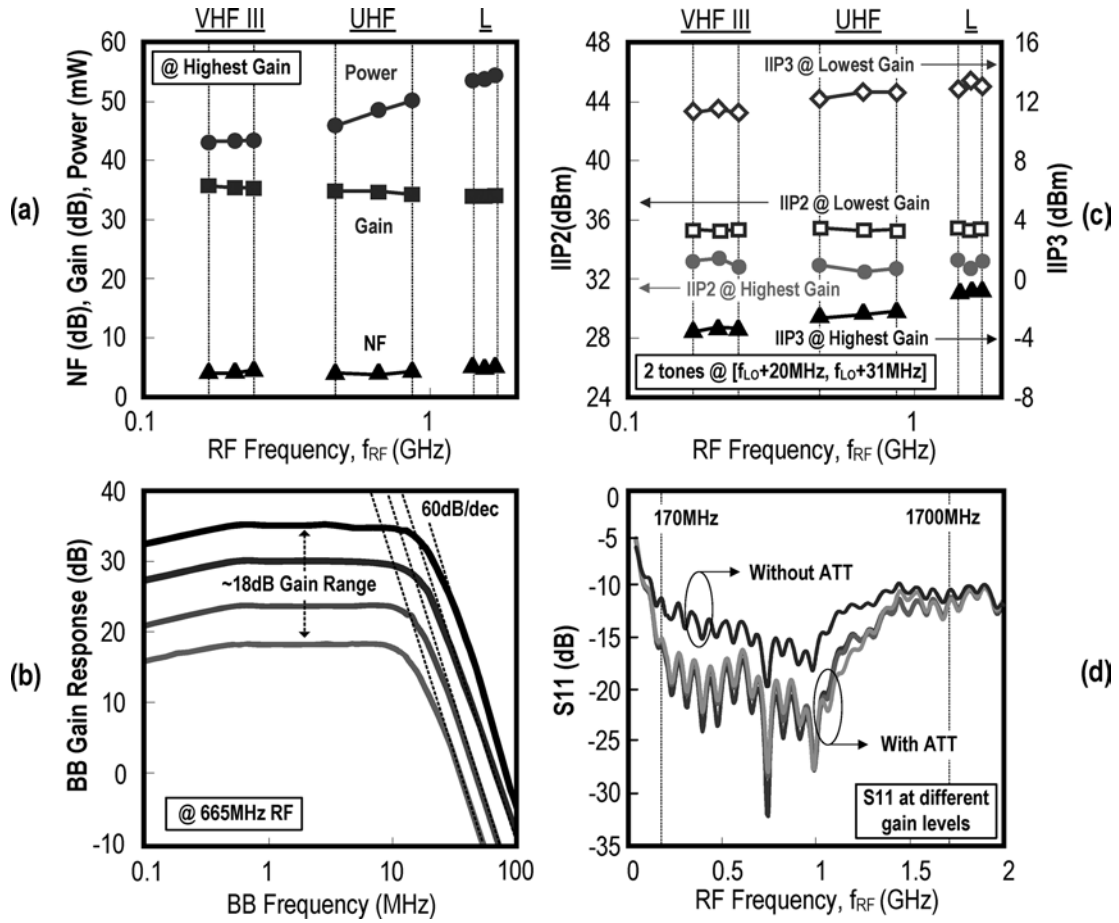 VHF III UHF L
60
50
40
30
20
10
0
@ Highest Gain
Power
Gain
NF
NF (dB), Gain (dB), Power (mW)
0.1 1
RF Frequency, fRF (GHz)
(a)
VHF III UHF L
48
44
40
36
32
28
24
16
12
8
4
0
-4
-8
IIP3 @ Lowest Gain
IIP2 @ Lowest Gain
IIP2 @ Highest Gain
IIP3 @ Highest Gain
2 tones @ [fLO+20MHz, fLO+31MHz]
IIP2(dBm)
IIP3 (dBm)
0.1 1
RF Frequency, fRF (GHz)
(c)
40
30
20
10
0
-10
60dB/dec
~18dB Gain Range
@ 665MHz RF
BB Gain Response (dB)
0.1 1 10 100
BB Frequency (MHz)
(b)
0
-5
-10
-15
-20
-25
-30
-35
170MHz
1700MHz
Without ATT
With ATT
S11 at different
gain levels
S11 (dB)
0 0.5 1 1.5 2
RF Frequency, fRF (GHz)
(d)